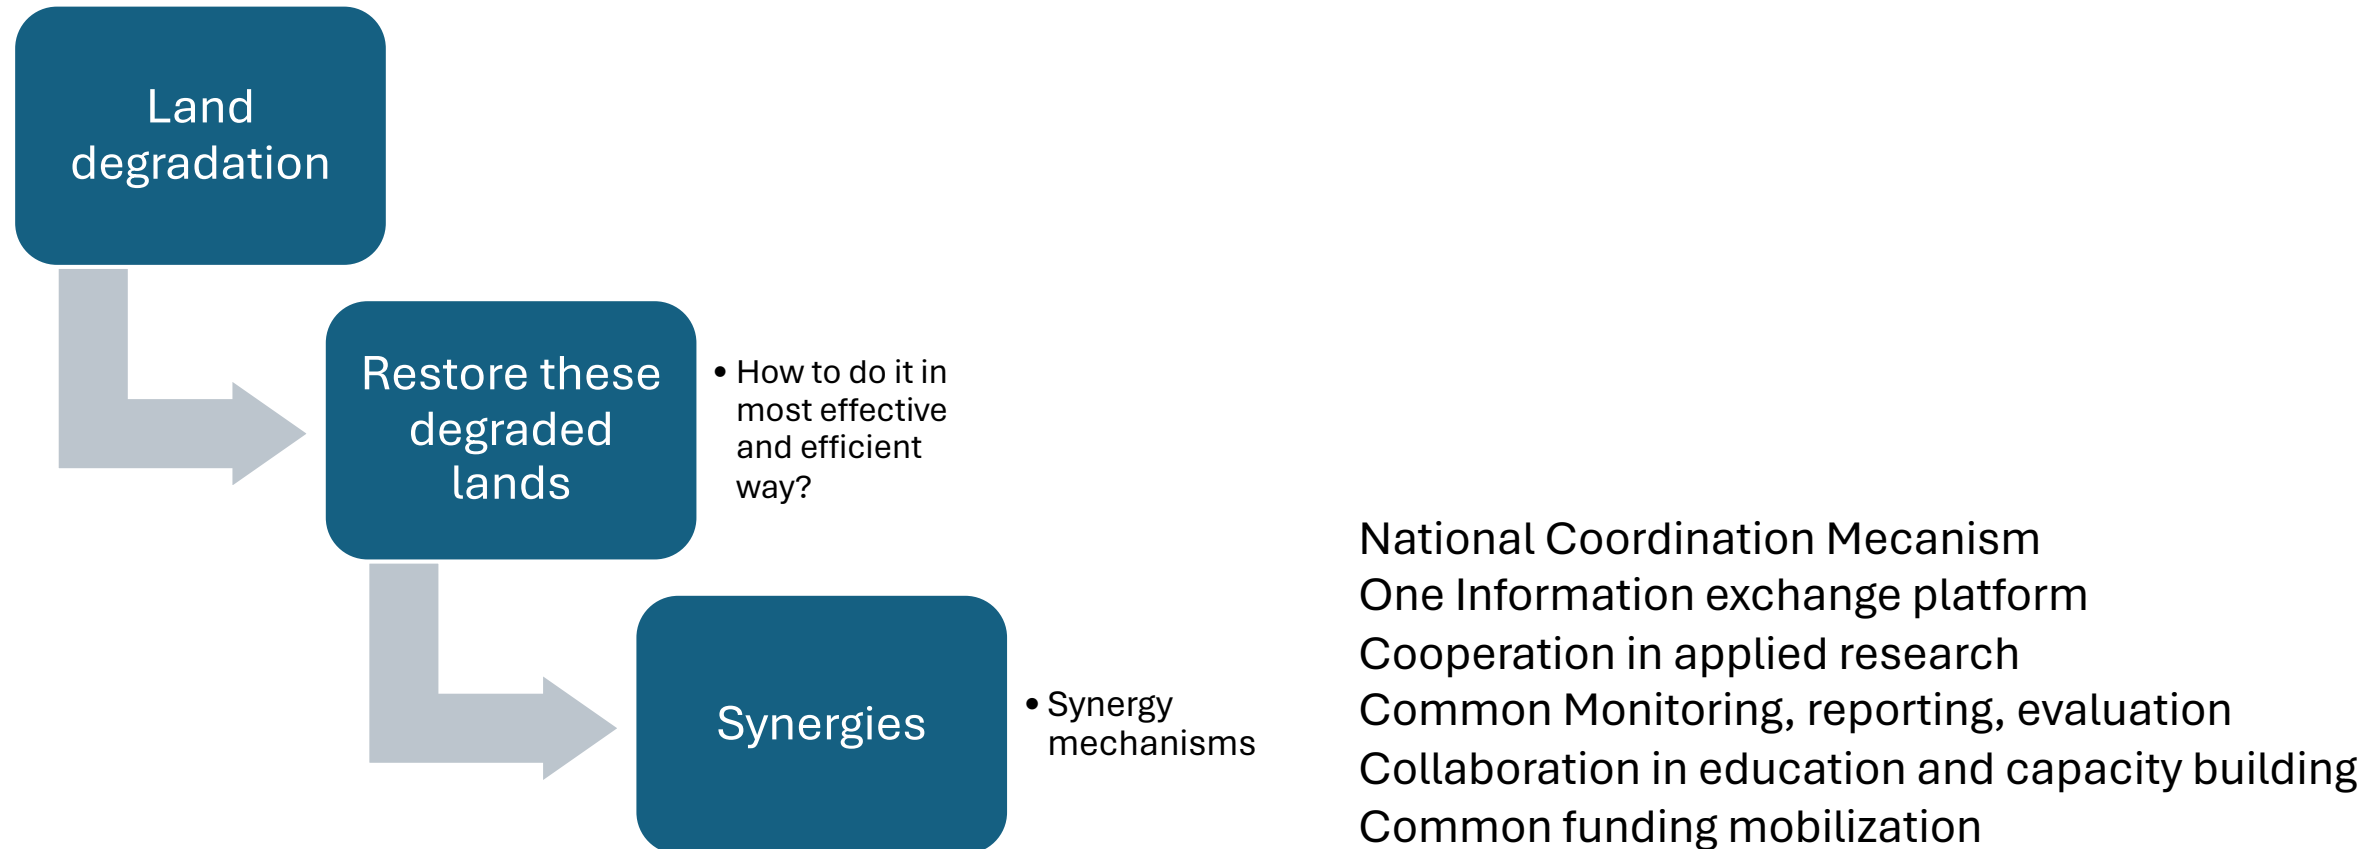 Land
degradation
Restore these
degraded
lands
• How to do it in
most effective
and efficient
way?
Synergies
• Synergy
mechanisms
National Coordination Mecanism
One Information exchange platform
Cooperation in applied research
Common Monitoring, reporting, evaluation
Collaboration in education and capacity building
Common funding mobilization